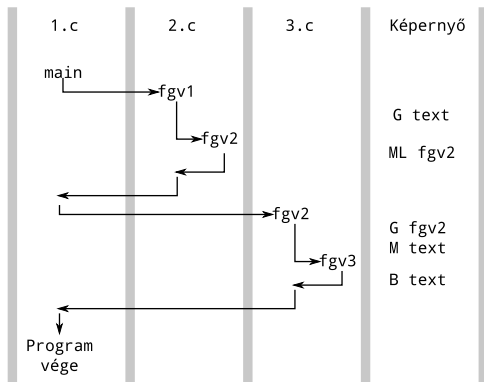 1.c 2.c 3.c Képernyő
main
fgv1
G text
fgv2
ML fgv2
fgv2
G fgv2
M text
fgv3
B text
Program
vége